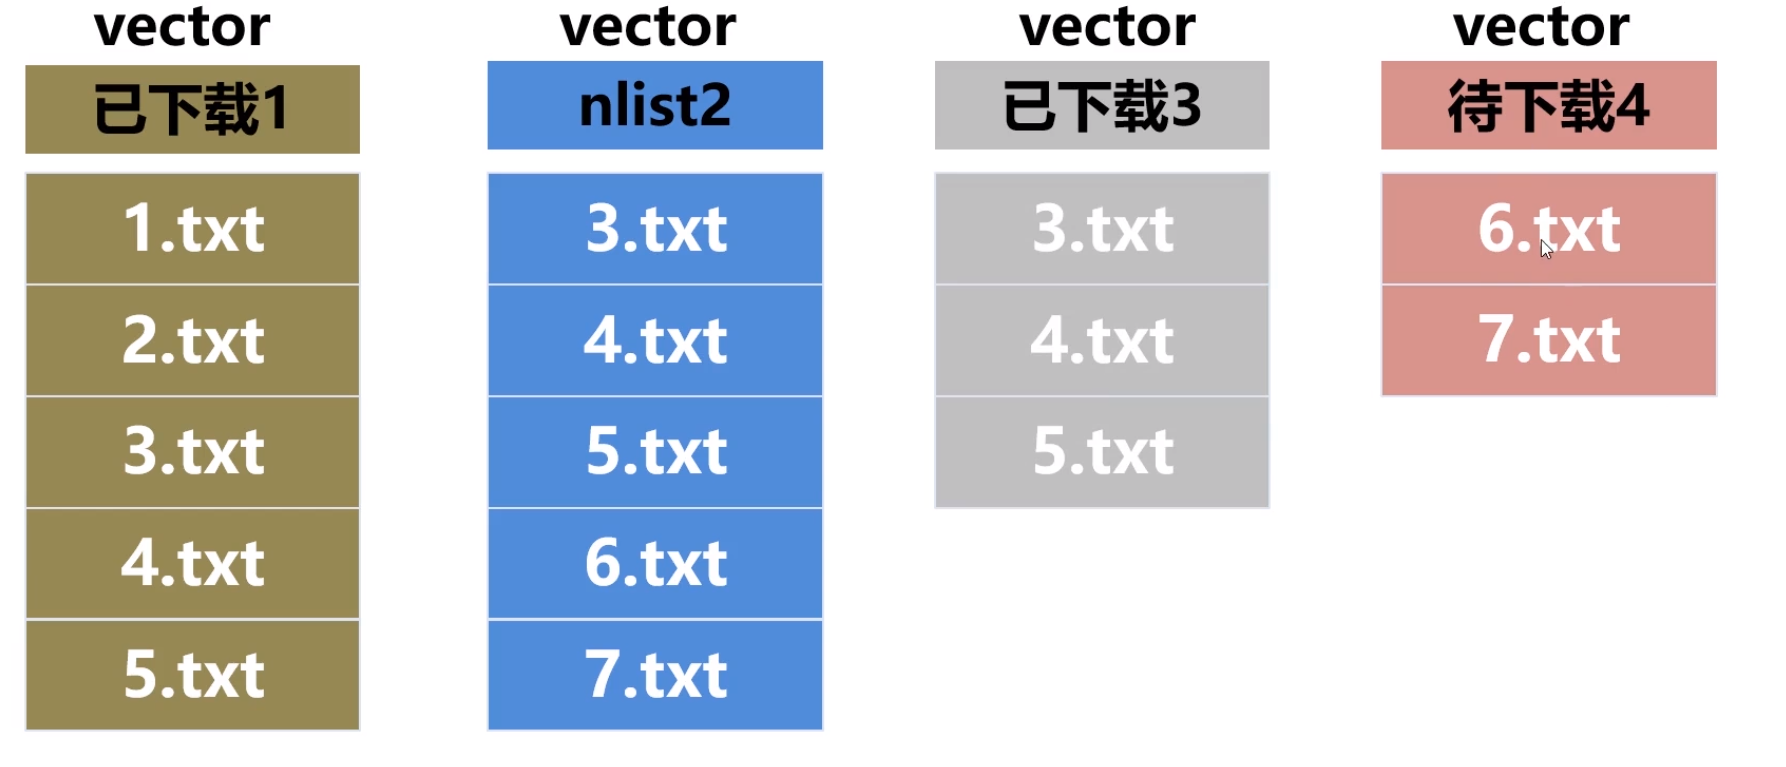 vector
已下载1
1.txt
2.txt
3.txt
4.txt
5.txt
vector
nlist2
3.txt
4.txt
5.txt
6.txt
7.txt
vector
已下载3
3.txt
4.txt
5.txt
vector
待下载4
6.txt
7.txt